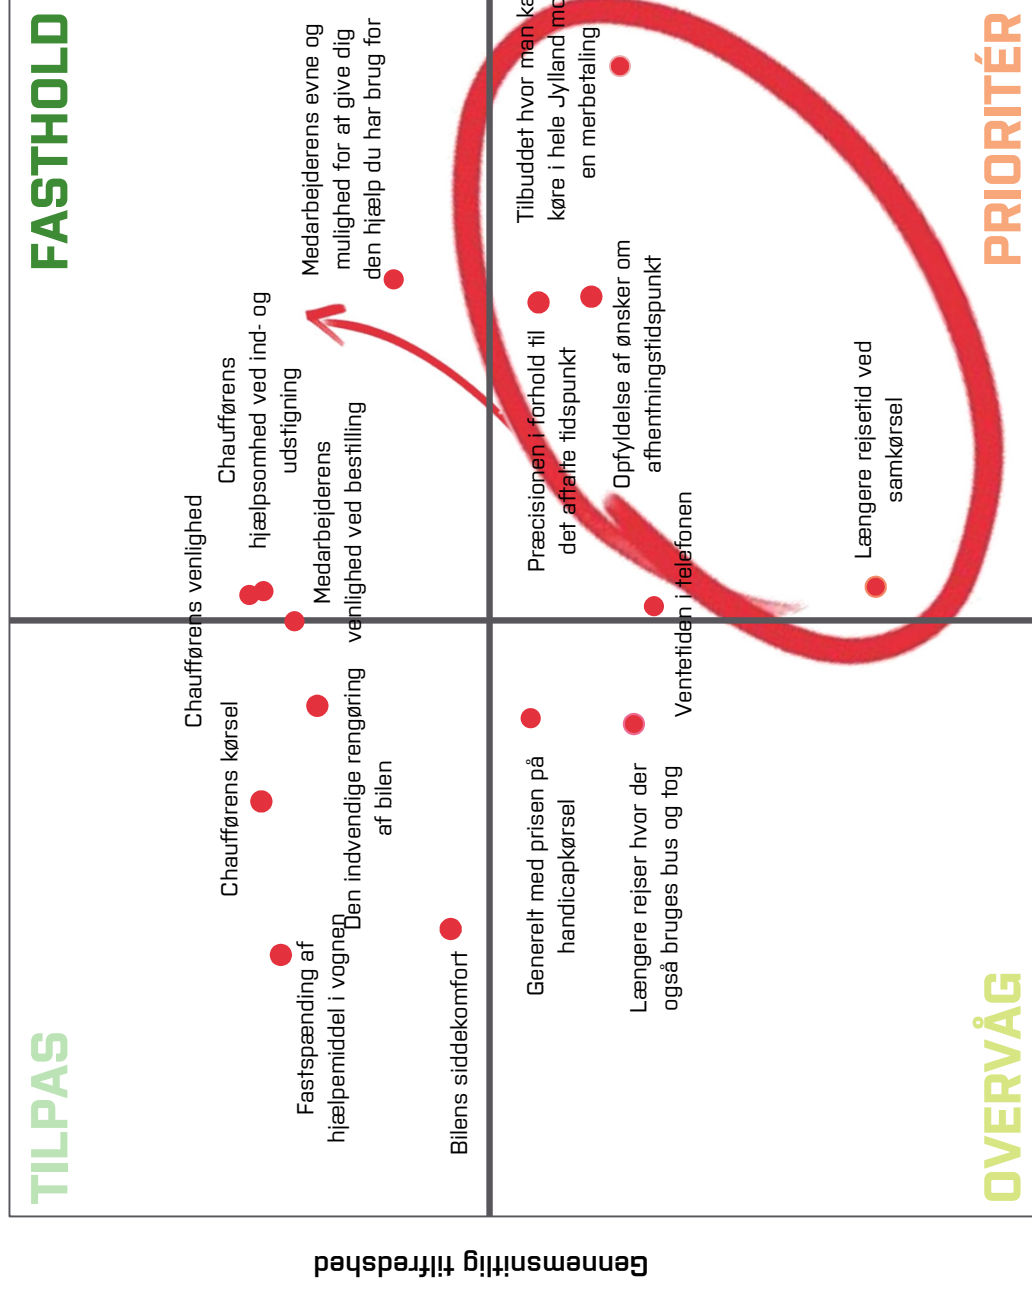 TILPAS
FASTHOLD
Chaufførens venlighed
Chaufførens
hjælpsomhed ved ind- og
udstigning
Chaufførens kørsel
Medarbejderens evne og
mulighed for at give dig
den hjælp du har brug for
Medarbejderens
venlighed ved bestilling
Den indvendige rengøring
af bilen
Fastspænding af
hjælpemiddel i vognen
Bilens siddekomfort
Tilbuddet hvor man
køre i hele Jylland
en merbetaling
Præcisionen i forhold til
det aftalte tidspunkt
Opfyldelse af ønsker om
afhentningstidspunkt
Generelt med prisen på
handicapkørsel
Længere rejser hvor der
også bruges bus og tog
Ventetiden i telefonen
Længere rejsetid ved
samkørsel
OVERVÅG
PRIORITÉR
Gennemsnitlig tilfredshed